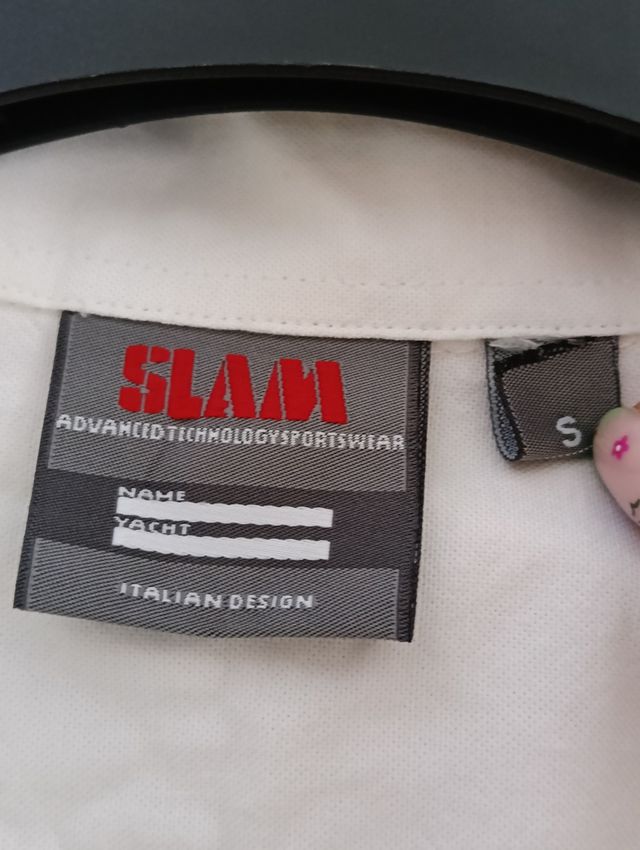 SLAM
ADVANCEDTECHNOLOGYSPORTSWEAR
NAME
YACHT
ITALIAN DESIGN
S